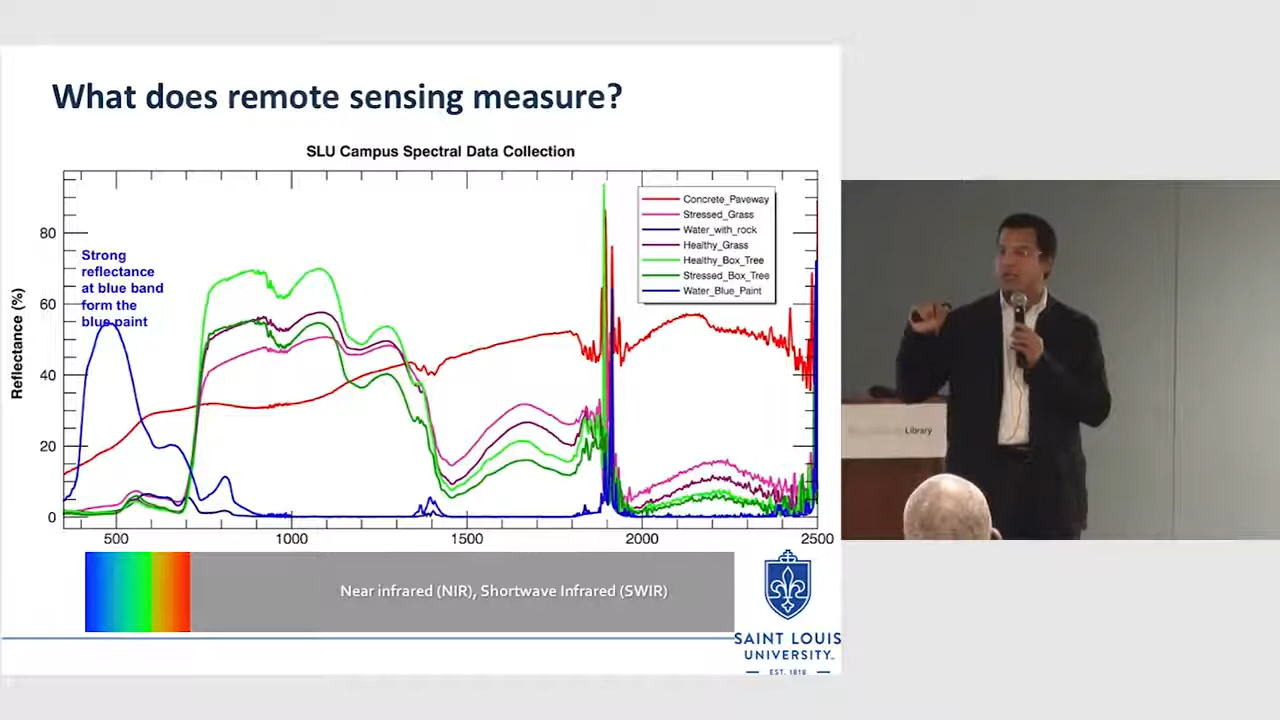 What does remote sensing measure?
SLU Campus Spectral Data Collection
Reflectance (%)
80
60
40
20
0
Strong
reflectance
at blue band
form the
blue paint
Concrete_Paveway
Stressed_Grass
Water_with_rock
Healthy_Grass
Healthy_Box_Tree
Stressed_Box_Tree
Water_Blue_Paint
500
1000
1500
2000
2500
Near infrared (NIR), Shortwave Infrared (SWIR)
SAINT LOUIS
UNIVERSITY
EST. 1818
Library